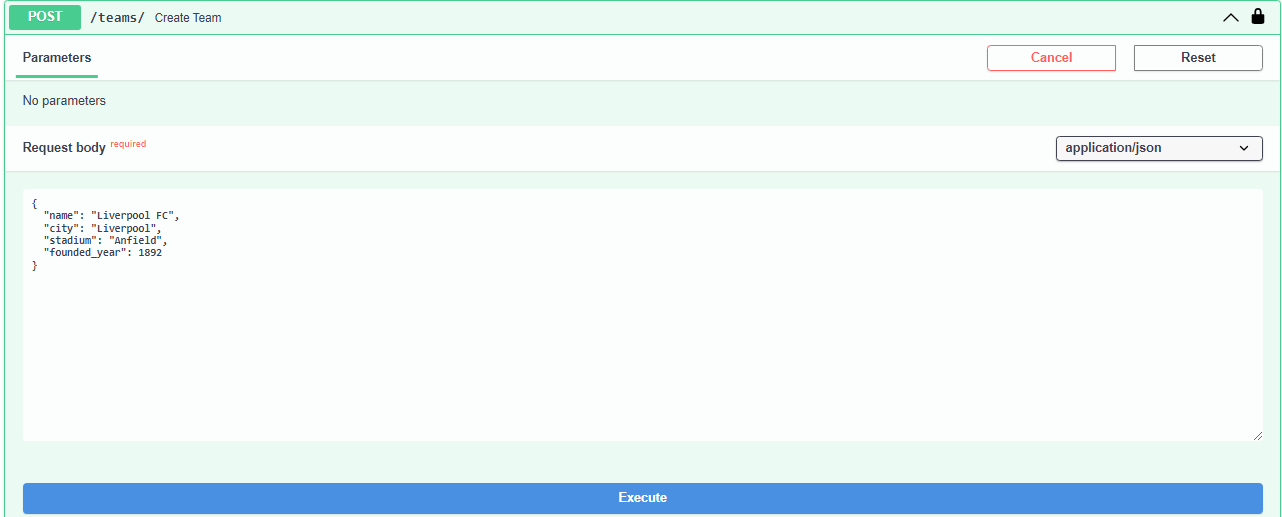 POST /teams/ Create Team
Parameters
Cancel
Reset
No parameters
Request body required
application/json
{
  "name": "Liverpool FC",
  "city": "Liverpool",
  "stadium": "Anfield",
  "founded_year": 1892
}
Execute